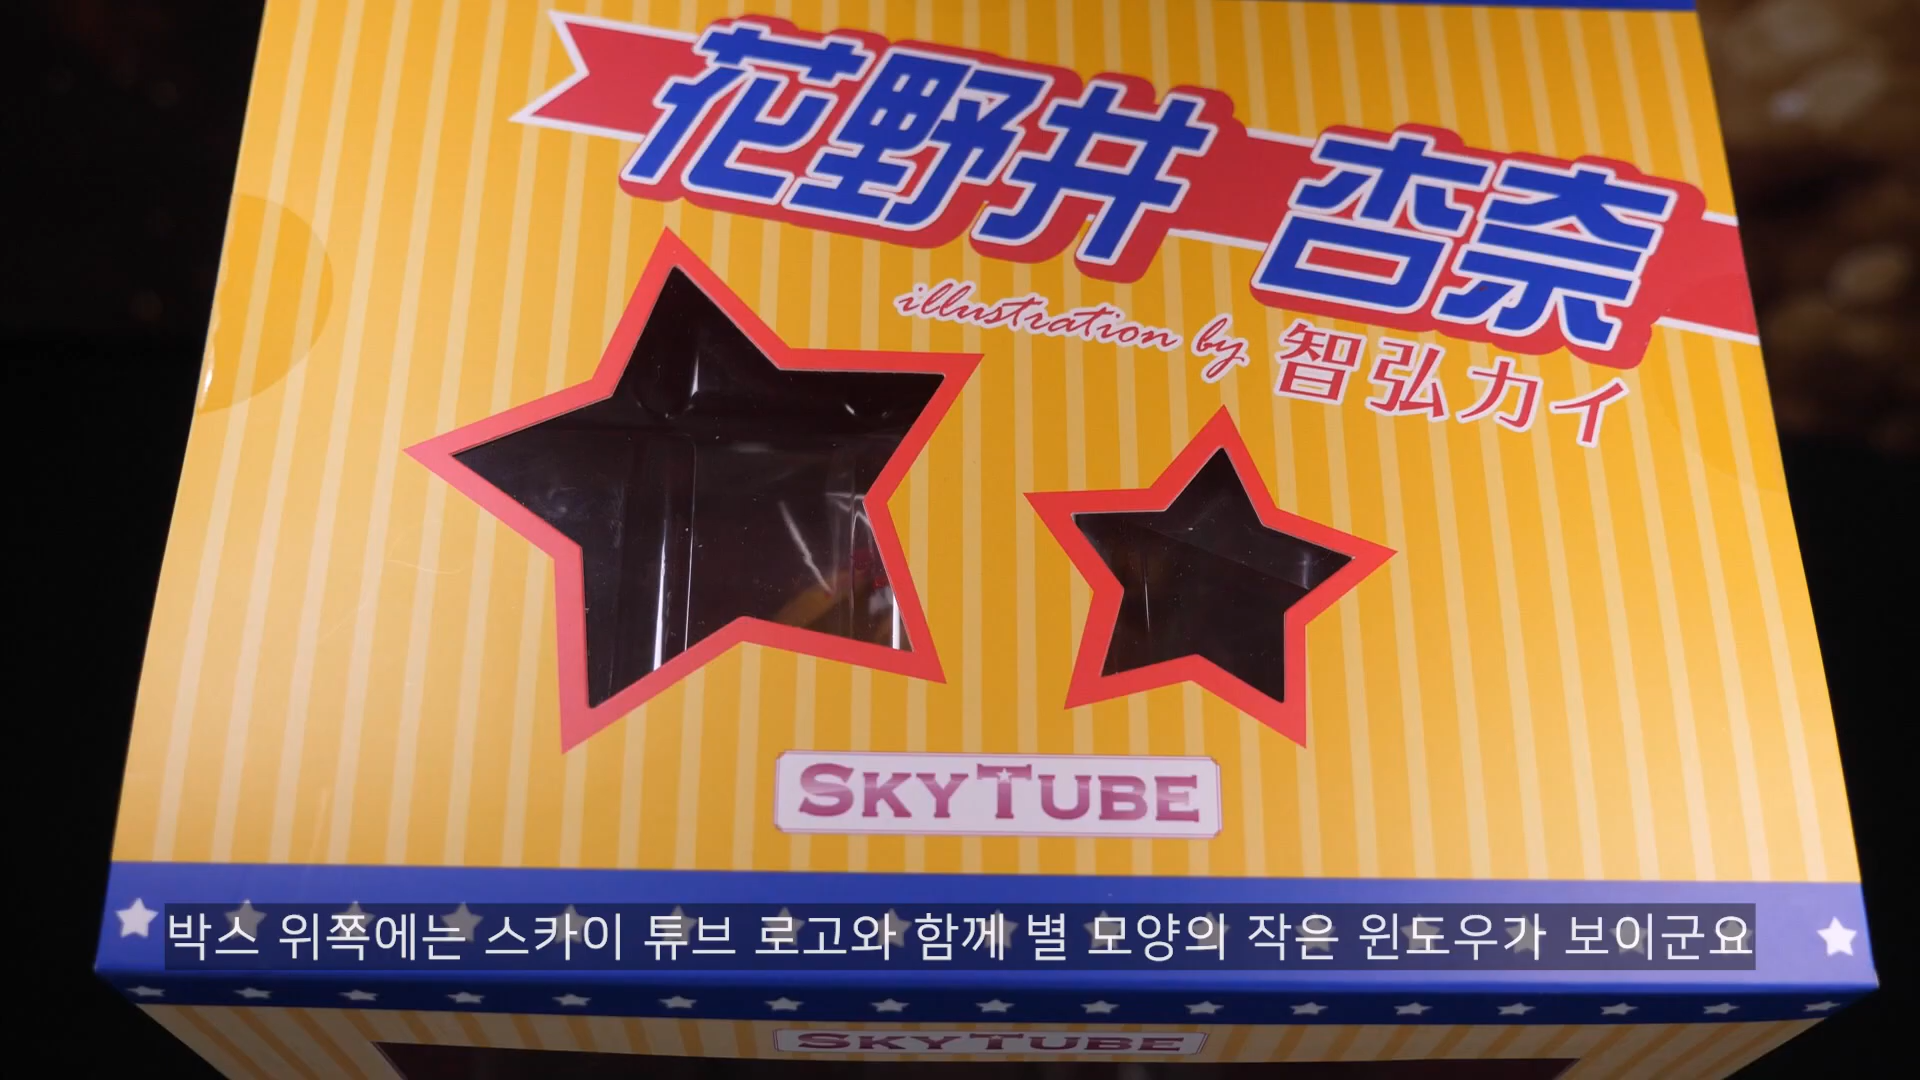 花野井 杏奈
illustration by 智弘カイ
SKYTUBE
박스 위쪽에는 스카이 튜브 로고와 함께 별 모양의 작은 윈도우가 보이군요
SKYTUBE